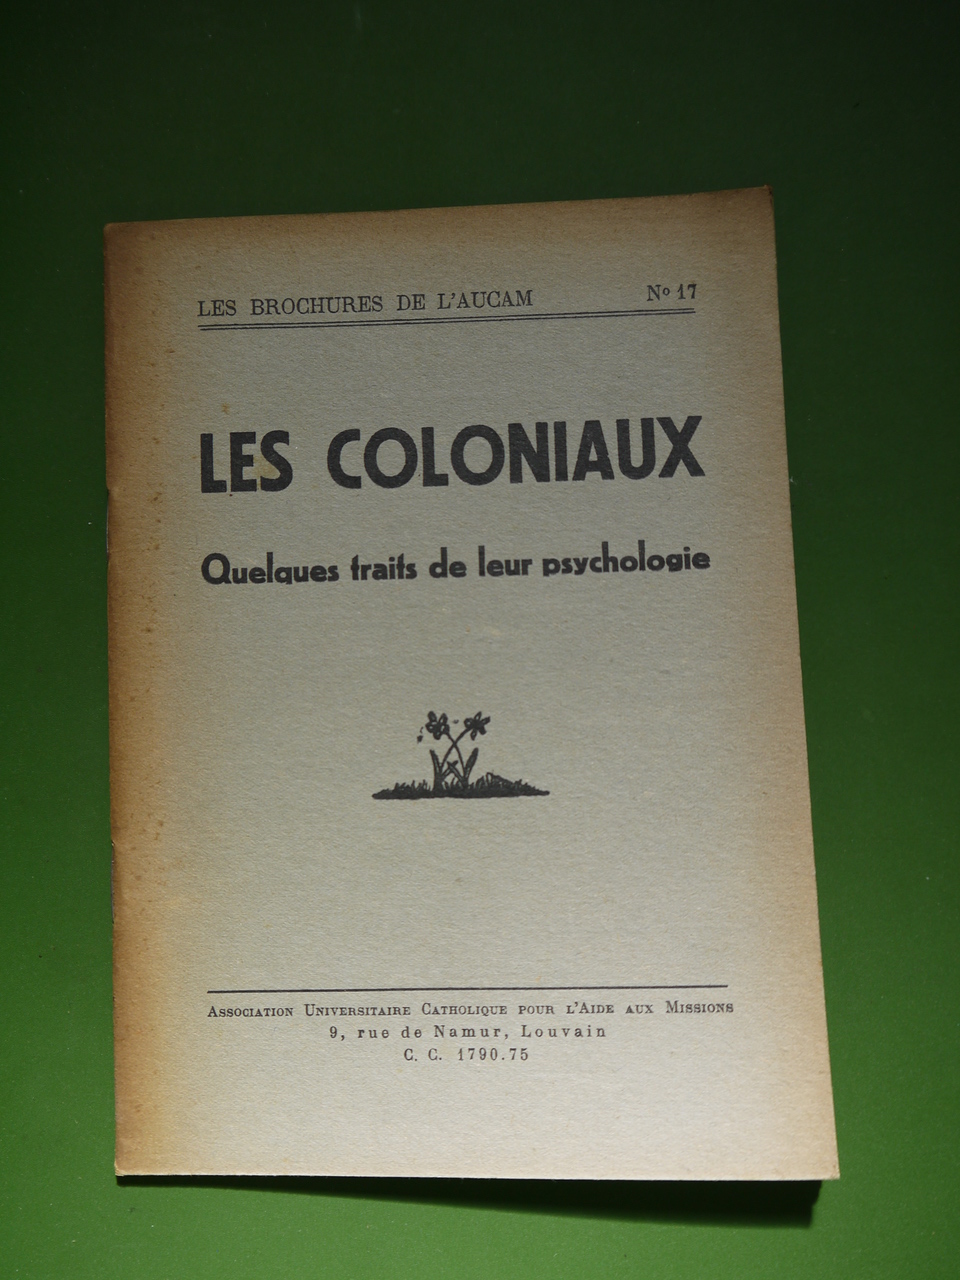 LES BROCHURES DE L'AUCAM Nº 17
LES COLONIAUX
Quelques traits de leur psychologie
ASSOCIATION UNIVERSITAIRE CATHOLIQUE POUR L'AIDE AUX MISSIONS
9, rue de Namur, Louvain
C. C. 1790.75